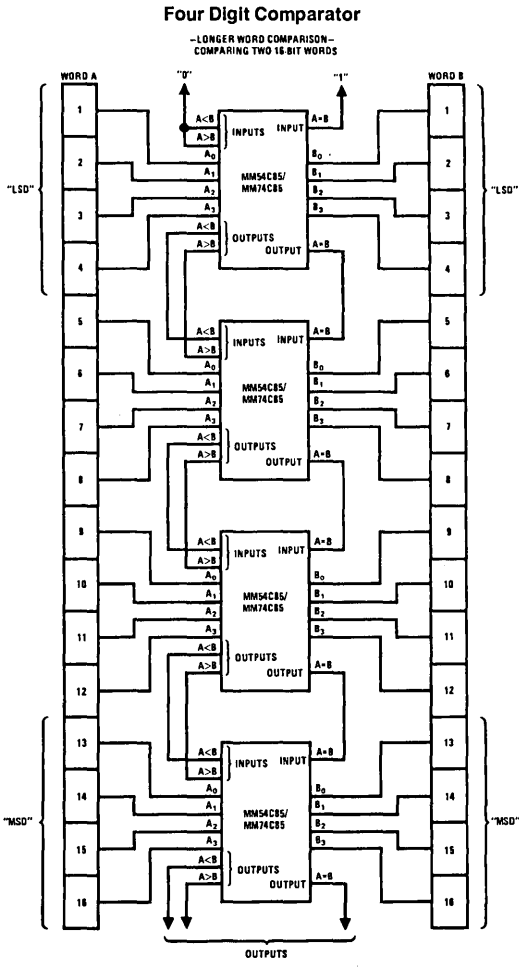 Four Digit Comparator
–LONGER WORD COMPARISON–
COMPARING TWO 16-BIT WORDS
WORD A "0" "1" WORD B
"LSD" "LSD"
1 A<B INPUTS INPUT A=B 1
A>B
A0 B0
2 A1 MM54C85/ B1 2
A2 MM74C85 B2
3 A3 B3 3
A<B OUTPUTS
4 A>B OUTPUT A=B 4
5 A<B INPUTS INPUT A=B 5
A>B
A0 B0
6 A1 MM54C85/ B1 6
A2 MM74C85 B2
7 A3 B3 7
A<B OUTPUTS
8 A>B OUTPUT A=B 8
9 A<B INPUTS INPUT A=B 9
A>B
A0 B0
10 A1 MM54C85/ B1 10
A2 MM74C85 B2
11 A3 B3 11
A<B OUTPUTS
12 A>B OUTPUT A=B 12
13 A<B INPUTS INPUT A=B 13
A>B
A0 B0
14 A1 MM54C85/ B1 14
"MSD" A2 MM74C85 B2 "MSD"
15 A3 B3 15
A<B OUTPUTS
16 A>B OUTPUT A=B 16
OUTPUTS